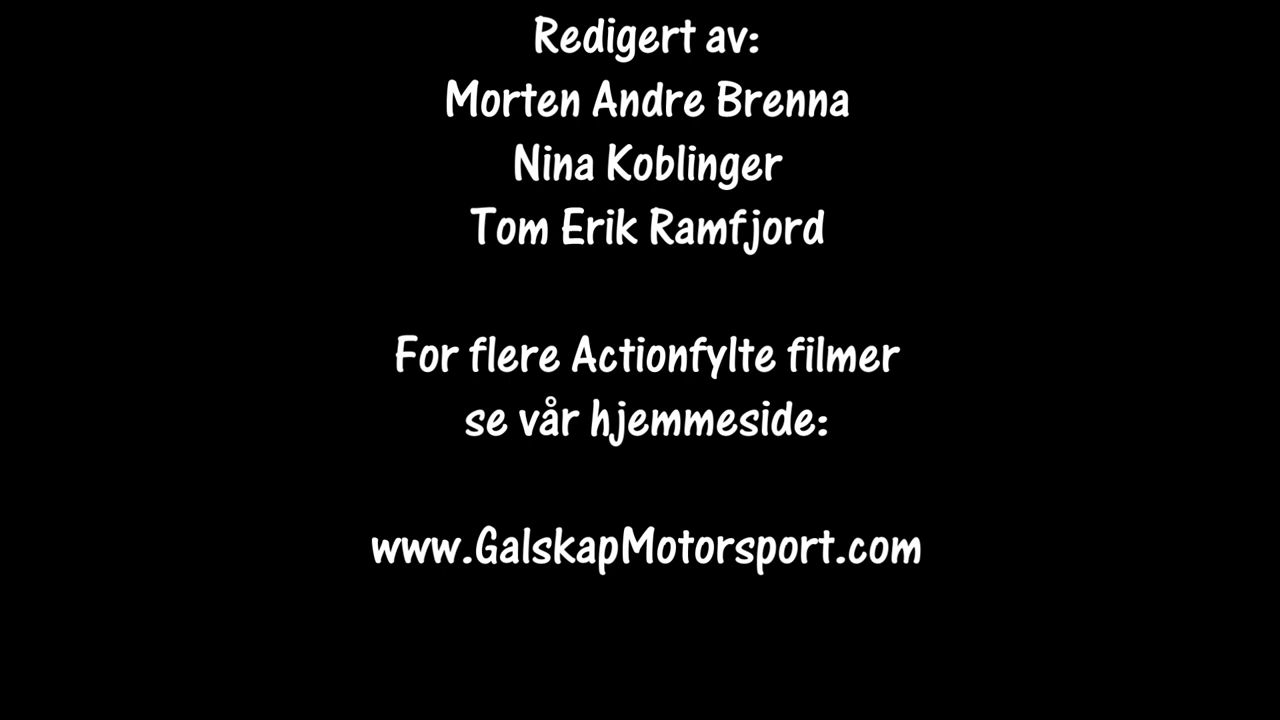 Redigert av:
Morten Andre Brenna
Nina Koblinger
Tom Erik Ramfjord
For flere Actionfylte filmer
se vår hjemmeside:
www.GalskapMotorsport.com